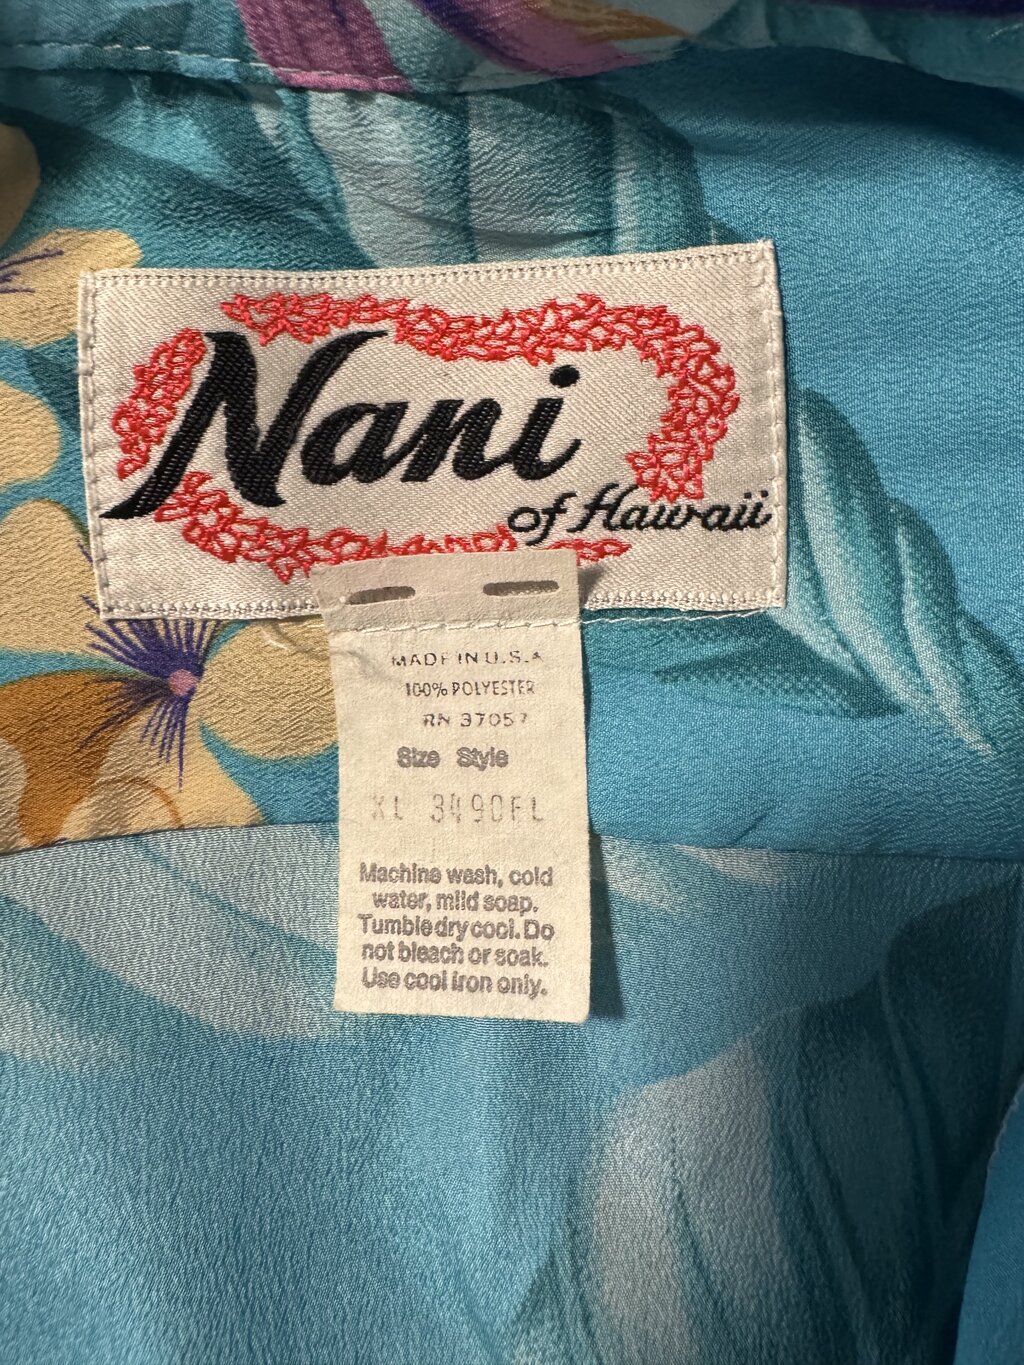 Nani
of Hawaii
MADE IN U.S.A
100% POLYESTER
RN 37057
Size Style
XL 3490FL
Machine wash, cold
water, mild soap.
Tumble dry cool. Do
not bleach or soak.
Use cool iron only.